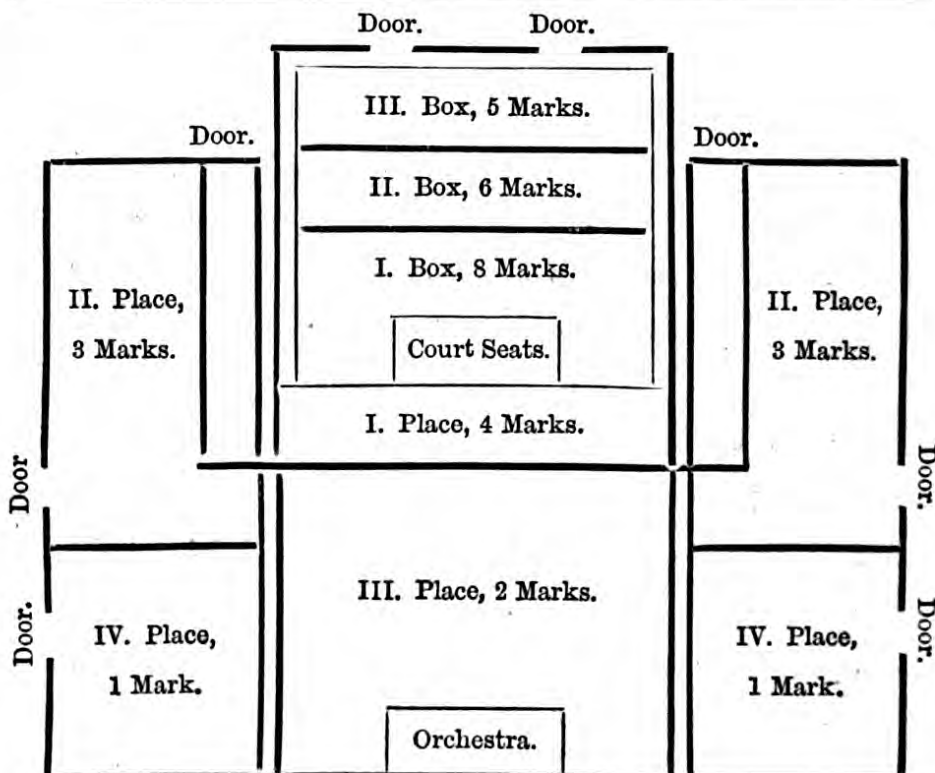 Door. Door.
III. Box, 5 Marks.
Door. Door.
II. Box, 6 Marks.
I. Box, 8 Marks.
II. Place,
3 Marks.
II. Place,
3 Marks.
Court Seats.
I. Place, 4 Marks.
Door
Door.
III. Place, 2 Marks.
Door.
IV. Place,
1 Mark.
IV. Place,
1 Mark.
Door.
Orchestra.